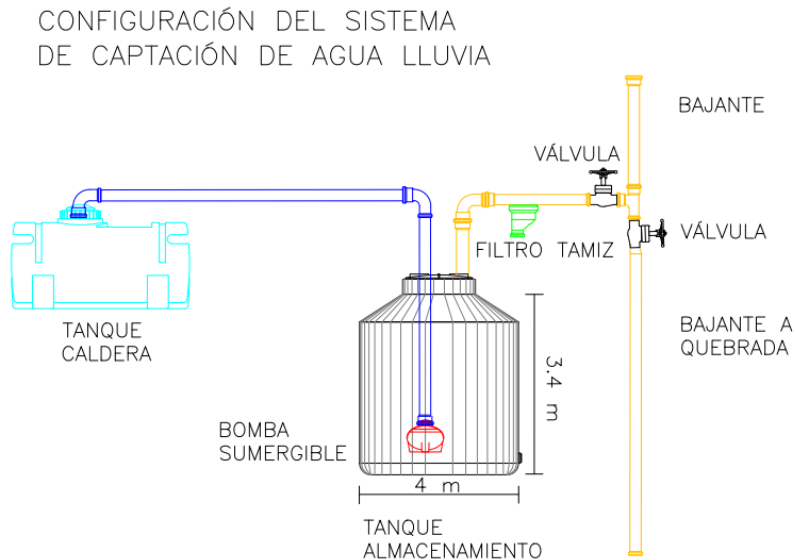 CONFIGURACIÓN DEL SISTEMA
DE CAPTACIÓN DE AGUA LLUVIA
BAJANTE
VÁLVULA
VÁLVULA
FILTRO TAMIZ
TANQUE
CALDERA
BAJANTE A
QUEBRADA
3.4 m
BOMBA
SUMERGIBLE
4 m
TANQUE
ALMACENAMIENTO